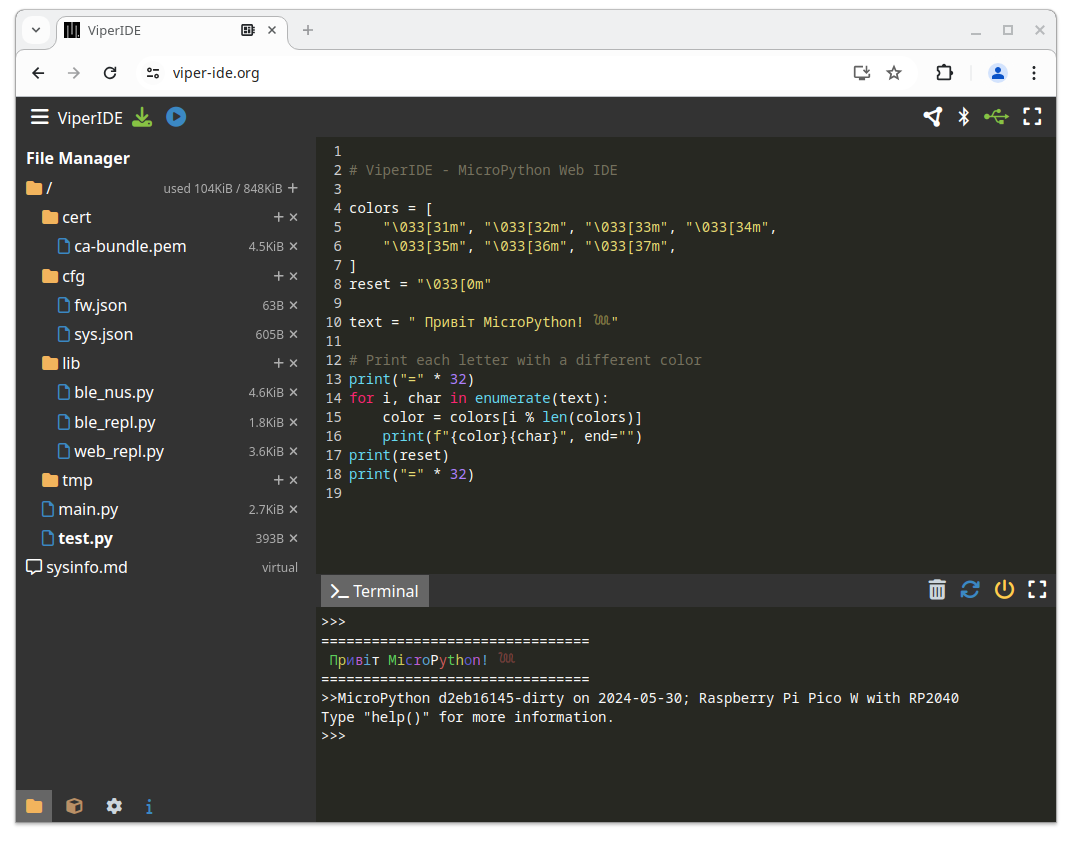 ViperIDE
viper-ide.org
ViperIDE
File Manager
/ used 104KiB / 848KiB
cert
ca-bundle.pem 4.5KiB
cfg
fw.json 63B
sys.json 605B
lib
ble_nus.py 4.6KiB
ble_repl.py 1.8KiB
web_repl.py 3.6KiB
tmp
main.py 2.7KiB
test.py 393B
sysinfo.md virtual
1
2 # ViperIDE - MicroPython Web IDE
3
4 colors = [
5     "\033[31m", "\033[32m", "\033[33m", "\033[34m",
6     "\033[35m", "\033[36m", "\033[37m",
7 ]
8 reset = "\033[0m"
9
10 text = " Привіт MicroPython! 𓆙"
11
12 # Print each letter with a different color
13 print("=" * 32)
14 for i, char in enumerate(text):
15     color = colors[i % len(colors)]
16     print(f"{color}{char}", end="")
17 print(reset)
18 print("=" * 32)
19
Terminal
>>>
================================
 Привіт MicroPython! 𓆙
================================
>>MicroPython d2eb16145-dirty on 2024-05-30; Raspberry Pi Pico W with RP2040
Type "help()" for more information.
>>>